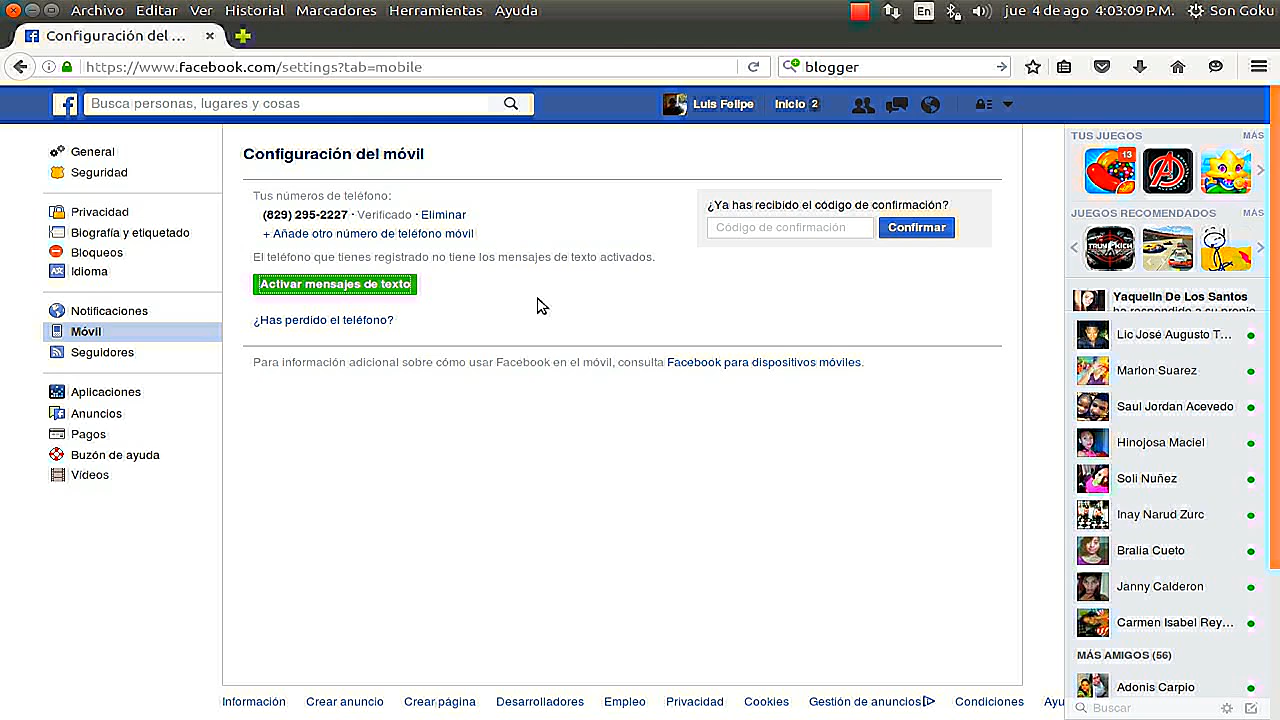 Archivo Editar Ver Historial Marcadores Herramientas Ayuda En jue 4 de ago 4:03:09 P.M. Son Goku
Configuración del ...
https://www.facebook.com/settings?tab=mobile blogger
Busca personas, lugares y cosas Luis Felipe Inicio 2
General
Seguridad
Privacidad
Biografía y etiquetado
Bloqueos
Idioma
Notificaciones
Móvil
Seguidores
Aplicaciones
Anuncios
Pagos
Buzón de ayuda
Vídeos
Configuración del móvil
Tus números de teléfono:
(829) 295-2227 · Verificado · Eliminar
+ Añade otro número de teléfono móvil
El teléfono que tienes registrado no tiene los mensajes de texto activados.
Activar mensajes de texto
¿Has perdido el teléfono?
¿Ya has recibido el código de confirmación?
Código de confirmación Confirmar
Para información adicional sobre cómo usar Facebook en el móvil, consulta Facebook para dispositivos móviles.
TUS JUEGOS MÁS
13
JUEGOS RECOMENDADOS MÁS
Yaquelin De Los Santos
ha respondido a su propio
Lic José Augusto T...
Marlon Suarez
Saul Jordan Acevedo
Hinojosa Maciel
Soli Nuñez
Inay Narud Zurc
Bralia Cueto
Janny Calderon
Carmen Isabel Rey...
MÁS AMIGOS (56)
Adonis Carpio
Buscar
Información Crear anuncio Crear página Desarrolladores Empleo Privacidad Cookies Gestión de anuncios Condiciones Ayu